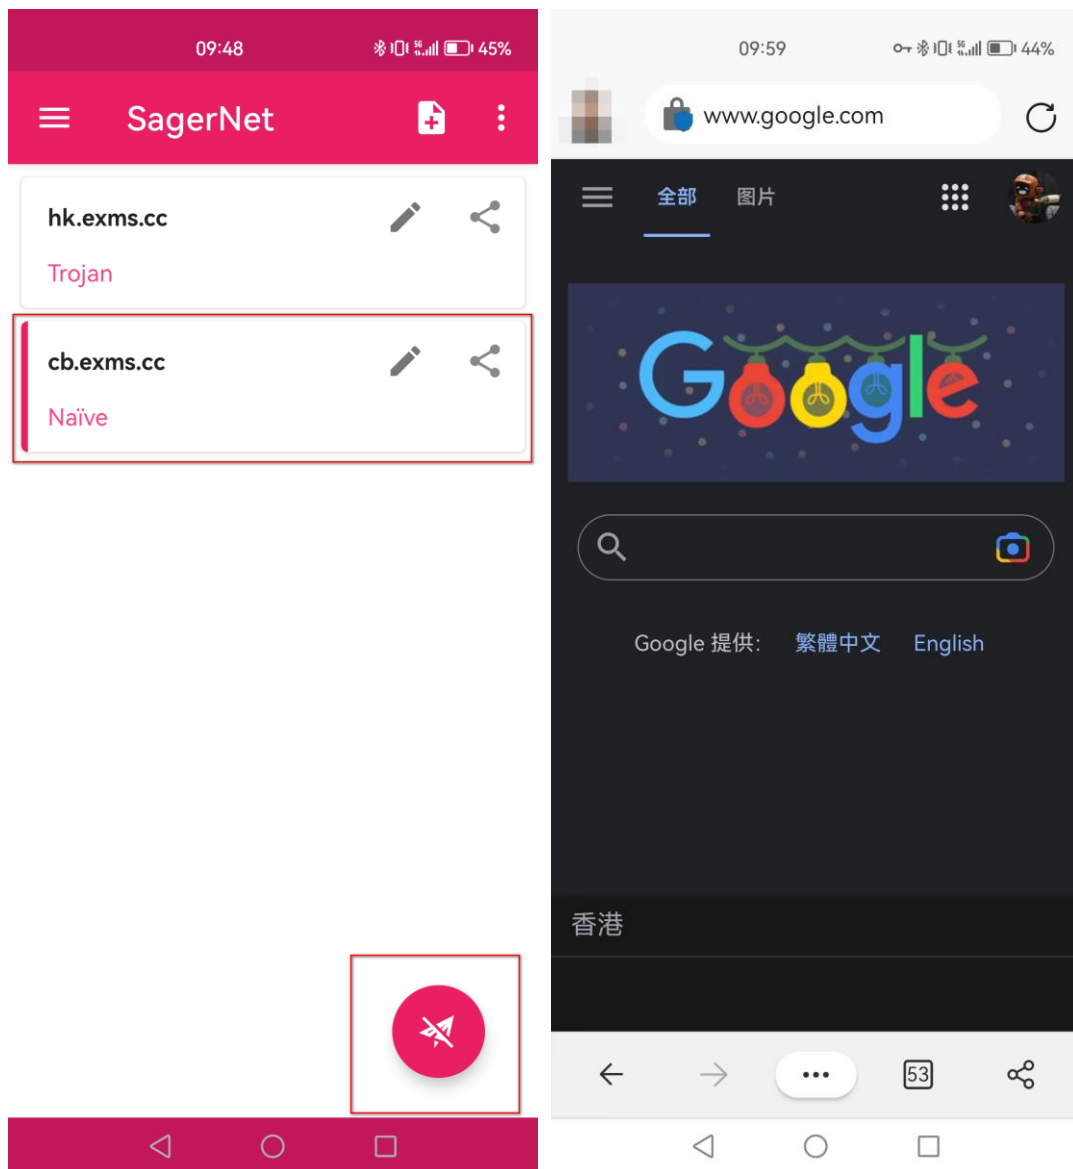 09:48
45%
SagerNet
hk.exms.cc
Trojan
cb.exms.cc
Naïve
09:59
44%
www.google.com
全部 图片
Google
Google 提供: 繁體中文 English
香港
53